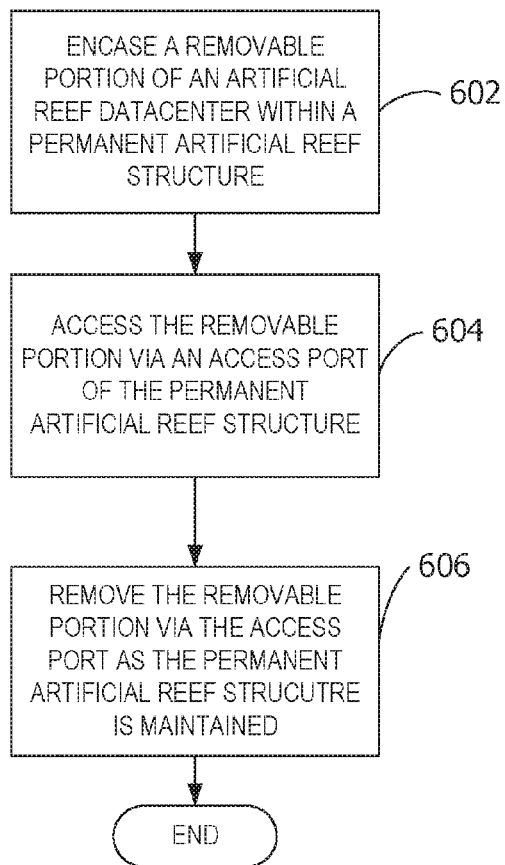 ENCASE A REMOVABLE
PORTION OF AN ARTIFICIAL
REEF DATACENTER WITHIN A
PERMANENT ARTIFICIAL REEF
STRUCTURE
602
ACCESS THE REMOVABLE
PORTION VIA AN ACCESS PORT
OF THE PERMANENT
ARTIFICIAL REEF STRUCTURE
604
REMOVE THE REMOVABLE
PORTION VIA THE ACCESS
PORT AS THE PERMANENT
ARTIFICIAL REEF STRUCUTRE
IS MAINTAINED
606
END